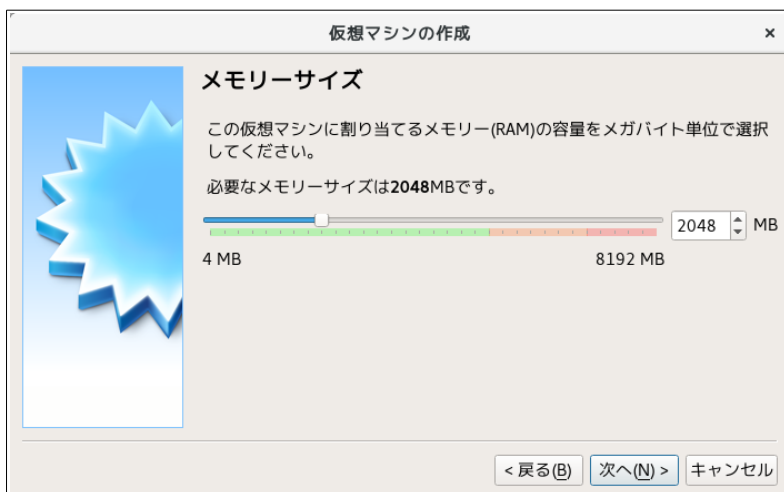 仮想マシンの作成
×
メモリーサイズ
この仮想マシンに割り当てるメモリー(RAM)の容量をメガバイト単位で選択
してください。
必要なメモリーサイズは2048MBです。
2048 MB
4 MB 8192 MB
< 戻る(B) 次へ(N) > キャンセル